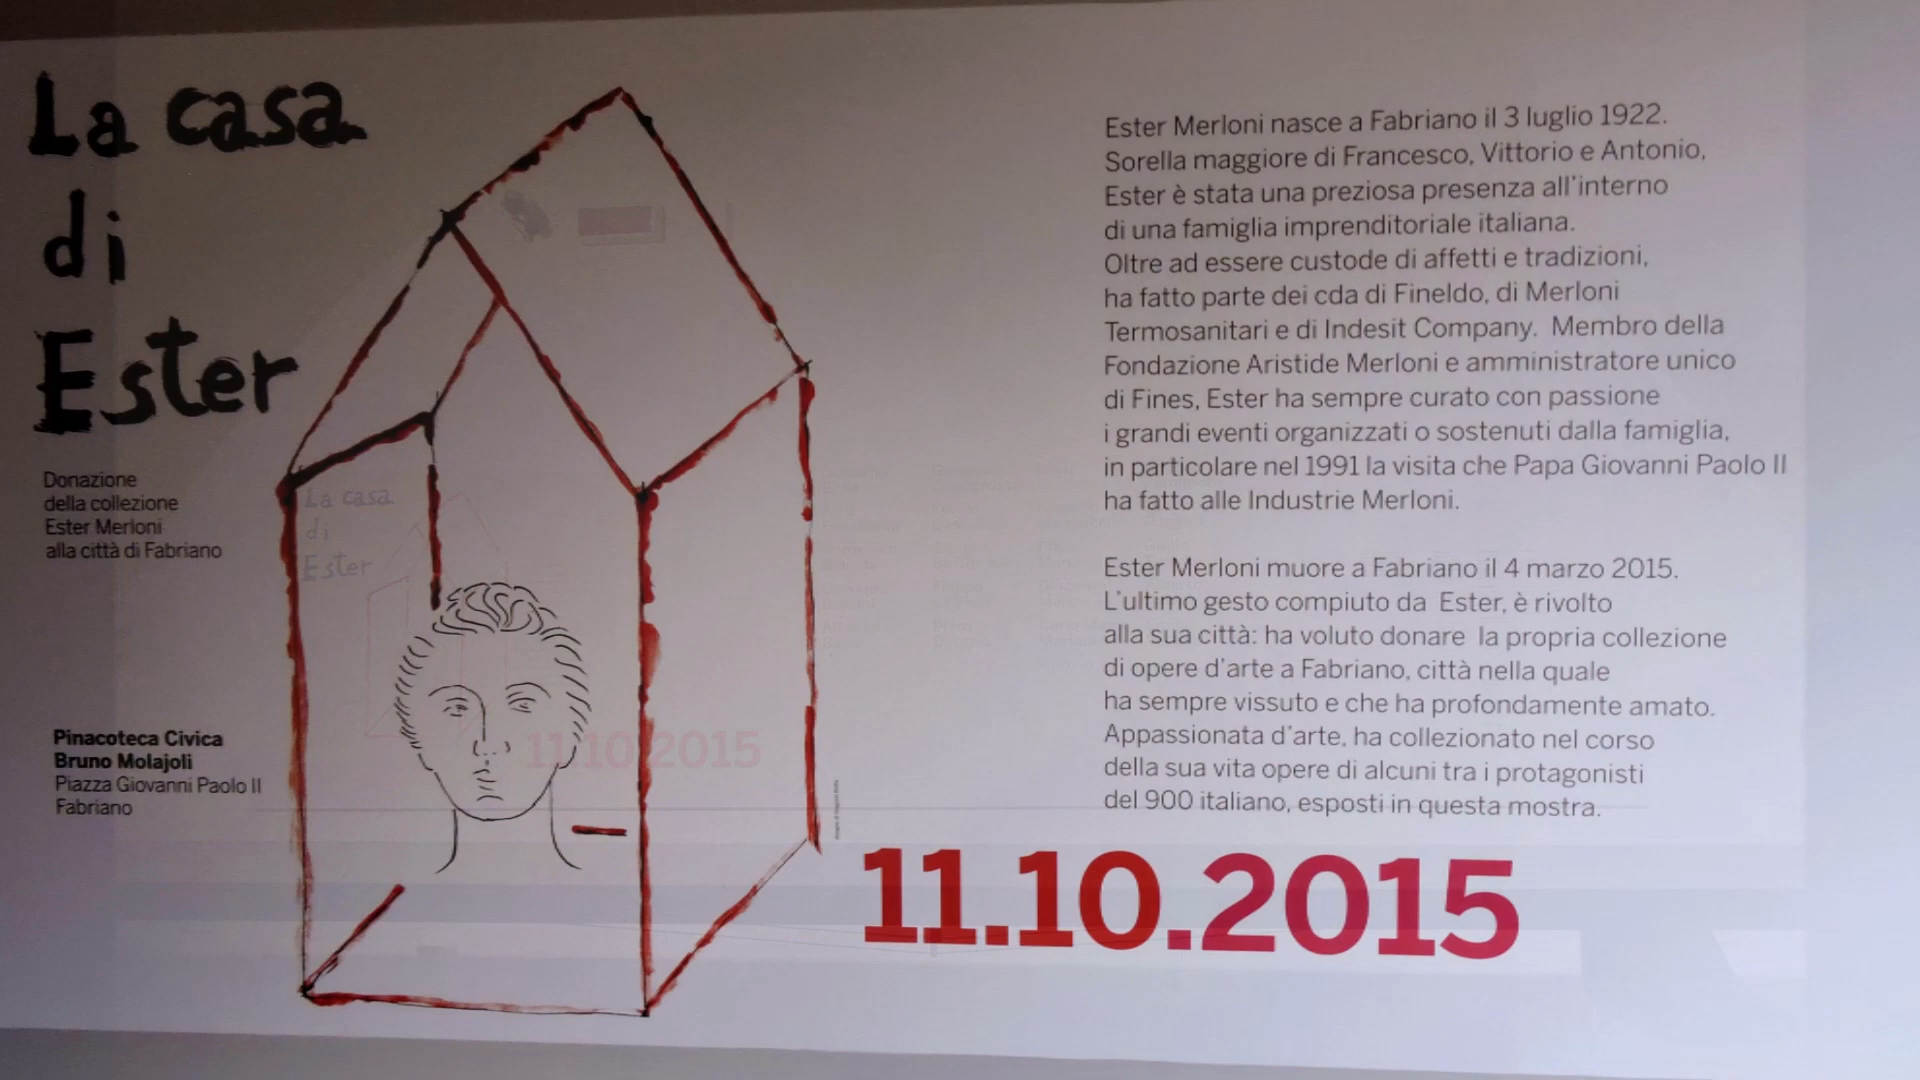 La casa
di
Ester
Donazione
della collezione
Ester Merloni
alla città di Fabriano
Pinacoteca Civica
Bruno Molajoli
Piazza Giovanni Paolo II
Fabriano
Ester Merloni nasce a Fabriano il 3 luglio 1922.
Sorella maggiore di Francesco, Vittorio e Antonio,
Ester è stata una preziosa presenza all'interno
di una famiglia imprenditoriale italiana.
Oltre ad essere custode di affetti e tradizioni,
ha fatto parte dei cda di Fineldo, di Merloni
Termosanitari e di Indesit Company. Membro della
Fondazione Aristide Merloni e amministratore unico
di Fines, Ester ha sempre curato con passione
i grandi eventi organizzati o sostenuti dalla famiglia,
in particolare nel 1991 la visita che Papa Giovanni Paolo II
ha fatto alle Industrie Merloni.
Ester Merloni muore a Fabriano il 4 marzo 2015.
L'ultimo gesto compiuto da Ester, è rivolto
alla sua città: ha voluto donare la propria collezione
di opere d'arte a Fabriano, città nella quale
ha sempre vissuto e che ha profondamente amato.
Appassionata d'arte, ha collezionato nel corso
della sua vita opere di alcuni tra i protagonisti
del 900 italiano, esposti in questa mostra.
11.10.2015
La casa
di
Ester
11.10.2015